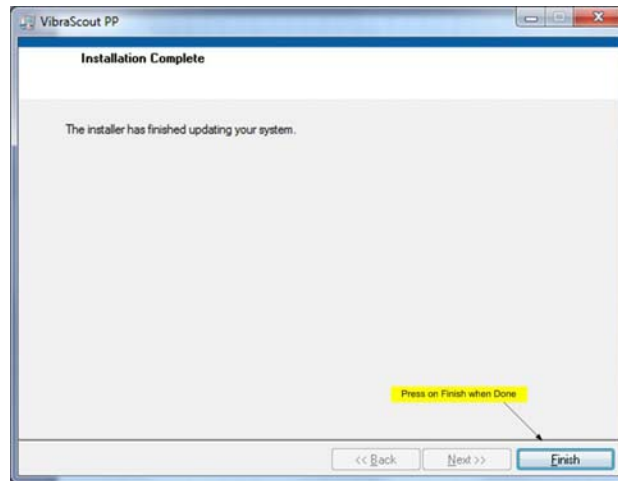 VibraScout PP
Installation Complete
The installer has finished updating your system.
Press on Finish when Done
<< Back Next >> Finish